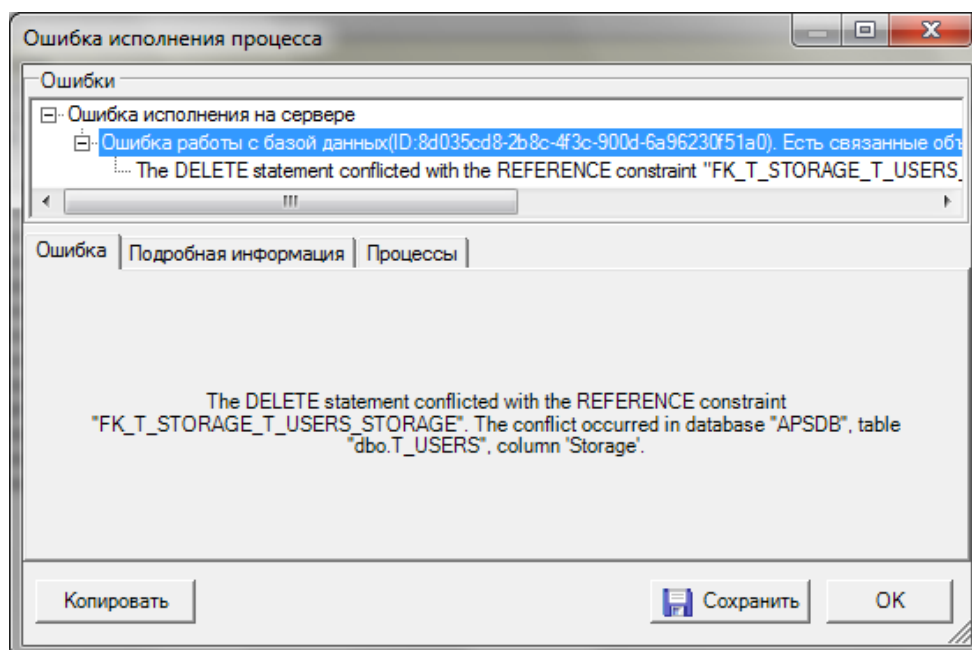 Ошибка исполнения процесса
Ошибки
Ошибка исполнения на сервере
Ошибка работы с базой данных(ID:8d035cd8-2b8c-4f3c-900d-6a96230f51a0). Есть связанные объ
The DELETE statement conflicted with the REFERENCE constraint "FK_T_STORAGE_T_USERS_
Ошибка
Подробная информация
Процессы
The DELETE statement conflicted with the REFERENCE constraint
"FK_T_STORAGE_T_USERS_STORAGE". The conflict occurred in database "APSDB", table
"dbo.T_USERS", column 'Storage'.
Копировать
Сохранить
OK